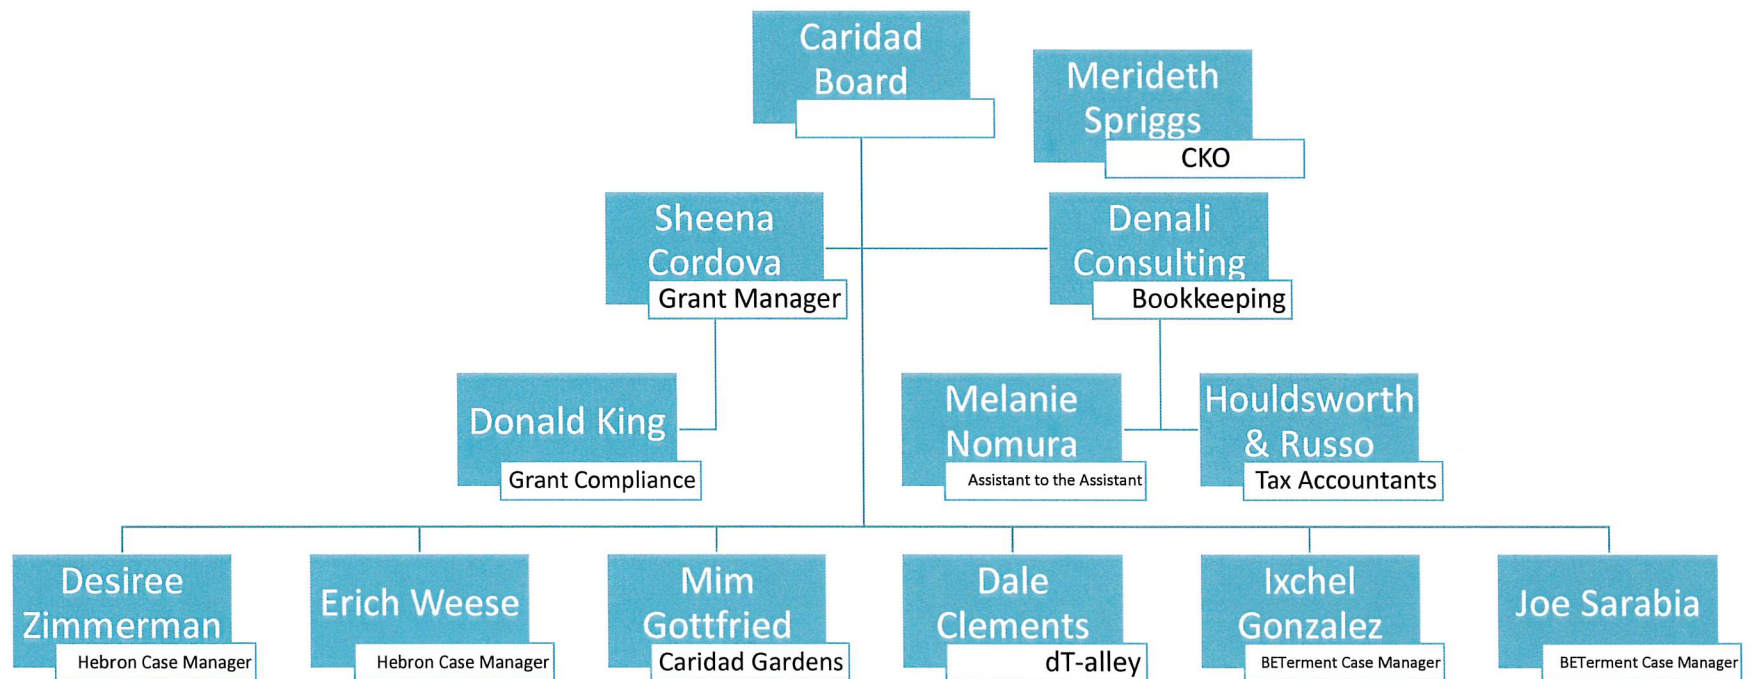 Caridad
Board
Merideth
Spriggs
CKO
Sheena
Cordova
Grant Manager
Denali
Consulting
Bookkeeping
Donald King
Grant Compliance
Melanie
Nomura
Assistant to the Assistant
Houldsworth
& Russo
Tax Accountants
Desiree
Zimmerman
Hebron Case Manager
Erich Weese
Hebron Case Manager
Mim
Gottfried
Caridad Gardens
Dale
Clements
dT-alley
Ixchel
Gonzalez
BETerment Case Manager
Joe Sarabia
BETerment Case Manager